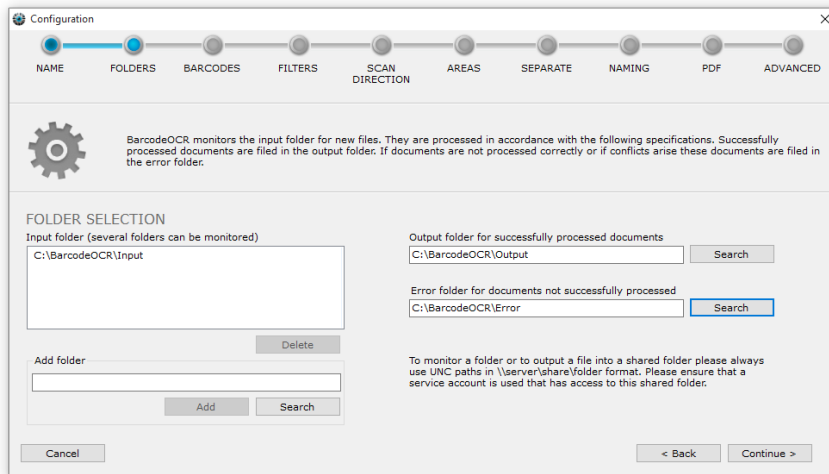 Configuration
NAME
FOLDERS
BARCODES
FILTERS
SCAN
DIRECTION
AREAS
SEPARATE
NAMING
PDF
ADVANCED
BarcodeOCR monitors the input folder for new files. They are processed in accordance with the following specifications. Successfully
processed documents are filed in the output folder. If documents are not processed correctly or if conflicts arise these documents are filed in
the error folder.
FOLDER SELECTION
Input folder (several folders can be monitored)
C:\BarcodeOCR\Input
Delete
Add folder
Add
Search
Output folder for successfully processed documents
C:\BarcodeOCR\Output
Search
Error folder for documents not successfully processed
C:\BarcodeOCR\Error
Search
To monitor a folder or to output a file into a shared folder please always
use UNC paths in \\server\share\folder format. Please ensure that a
service account is used that has access to this shared folder.
Cancel
< Back
Continue >